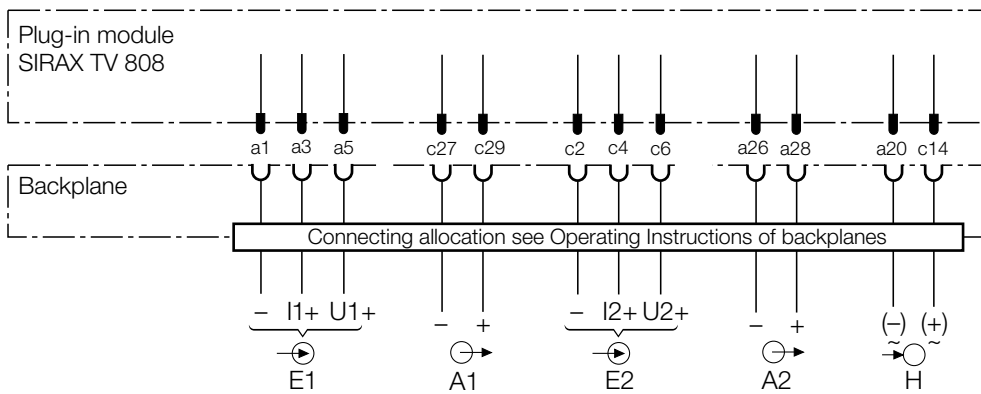 Plug-in module
SIRAX TV 808
a1 a3 a5 c27 c29 c2 c4 c6 a26 a28 a20 c14
Backplane
Connecting allocation see Operating Instructions of backplanes
– I1+ U1+ – + – I2+ U2+ – + (–) (+)
~ ~
E1 A1 E2 A2 H